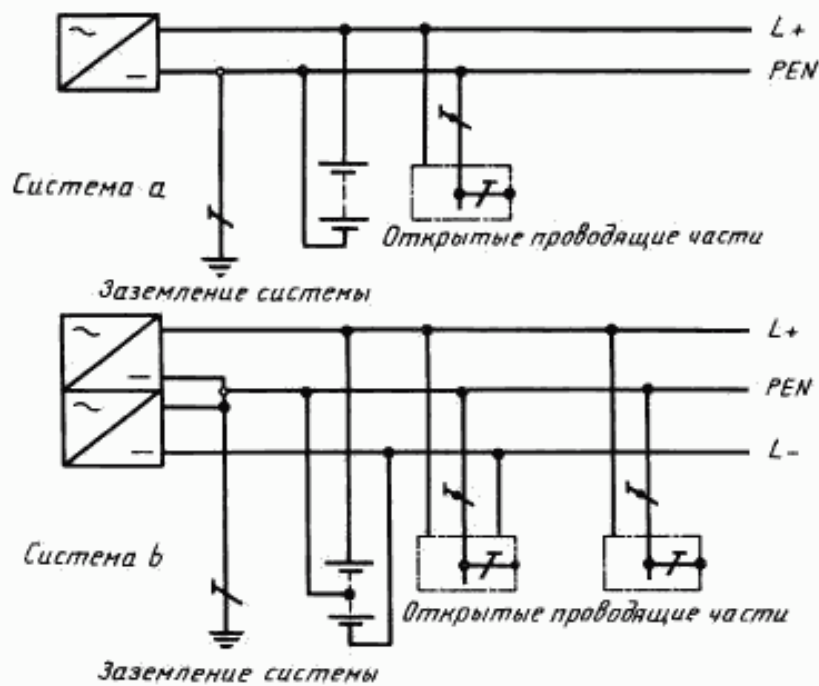 L+
PEN
Система а
Открытые проводящие части
Заземление системы
L+
PEN
L-
Система b
Открытые проводящие части
Заземление системы